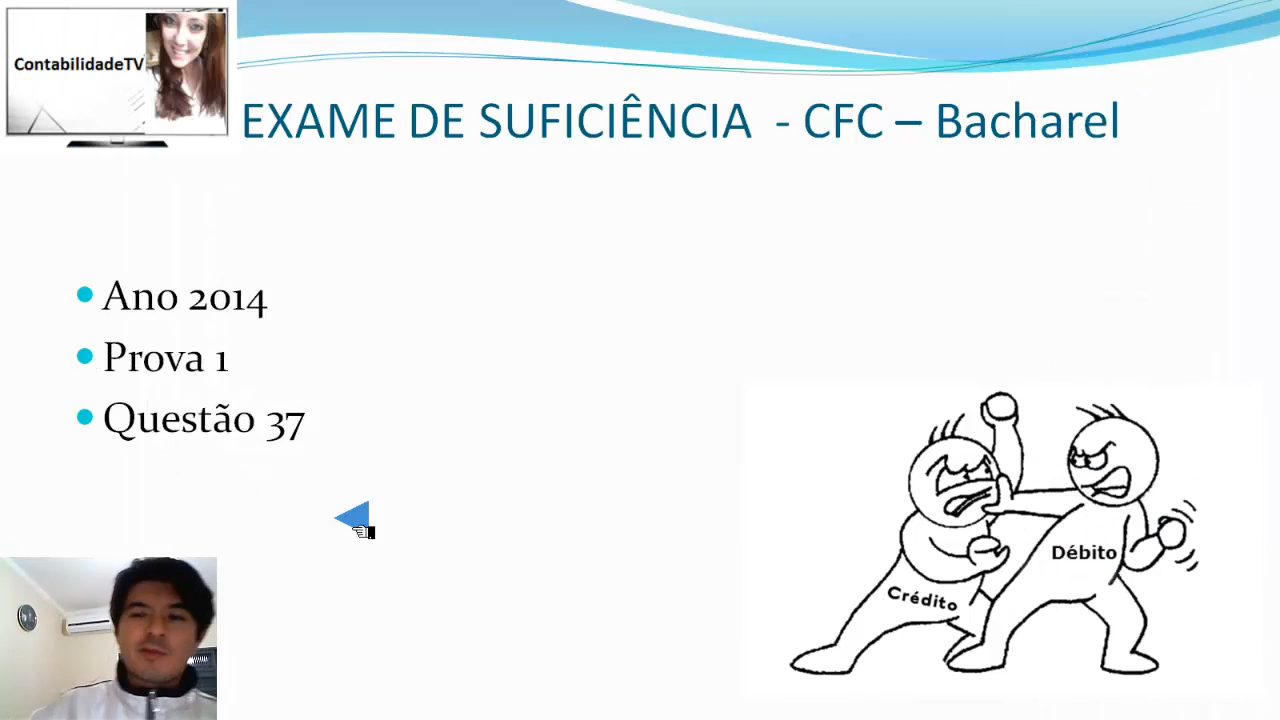 ContabilidadeTV
EXAME DE SUFICIÊNCIA - CFC – Bacharel
Ano 2014
Prova 1
Questão 37
Débito
Crédito